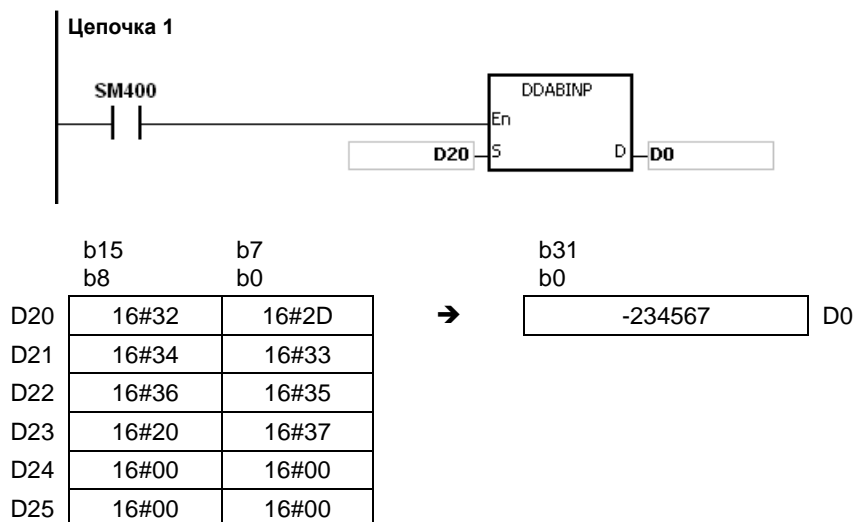 Цепочка 1
SM400
DDABINP
En
D20 S D D0
b15 b7 b31
b8 b0 b0
D20 16#32 16#2D ➔ -234567 D0
D21 16#34 16#33
D22 16#36 16#35
D23 16#20 16#37
D24 16#00 16#00
D25 16#00 16#00